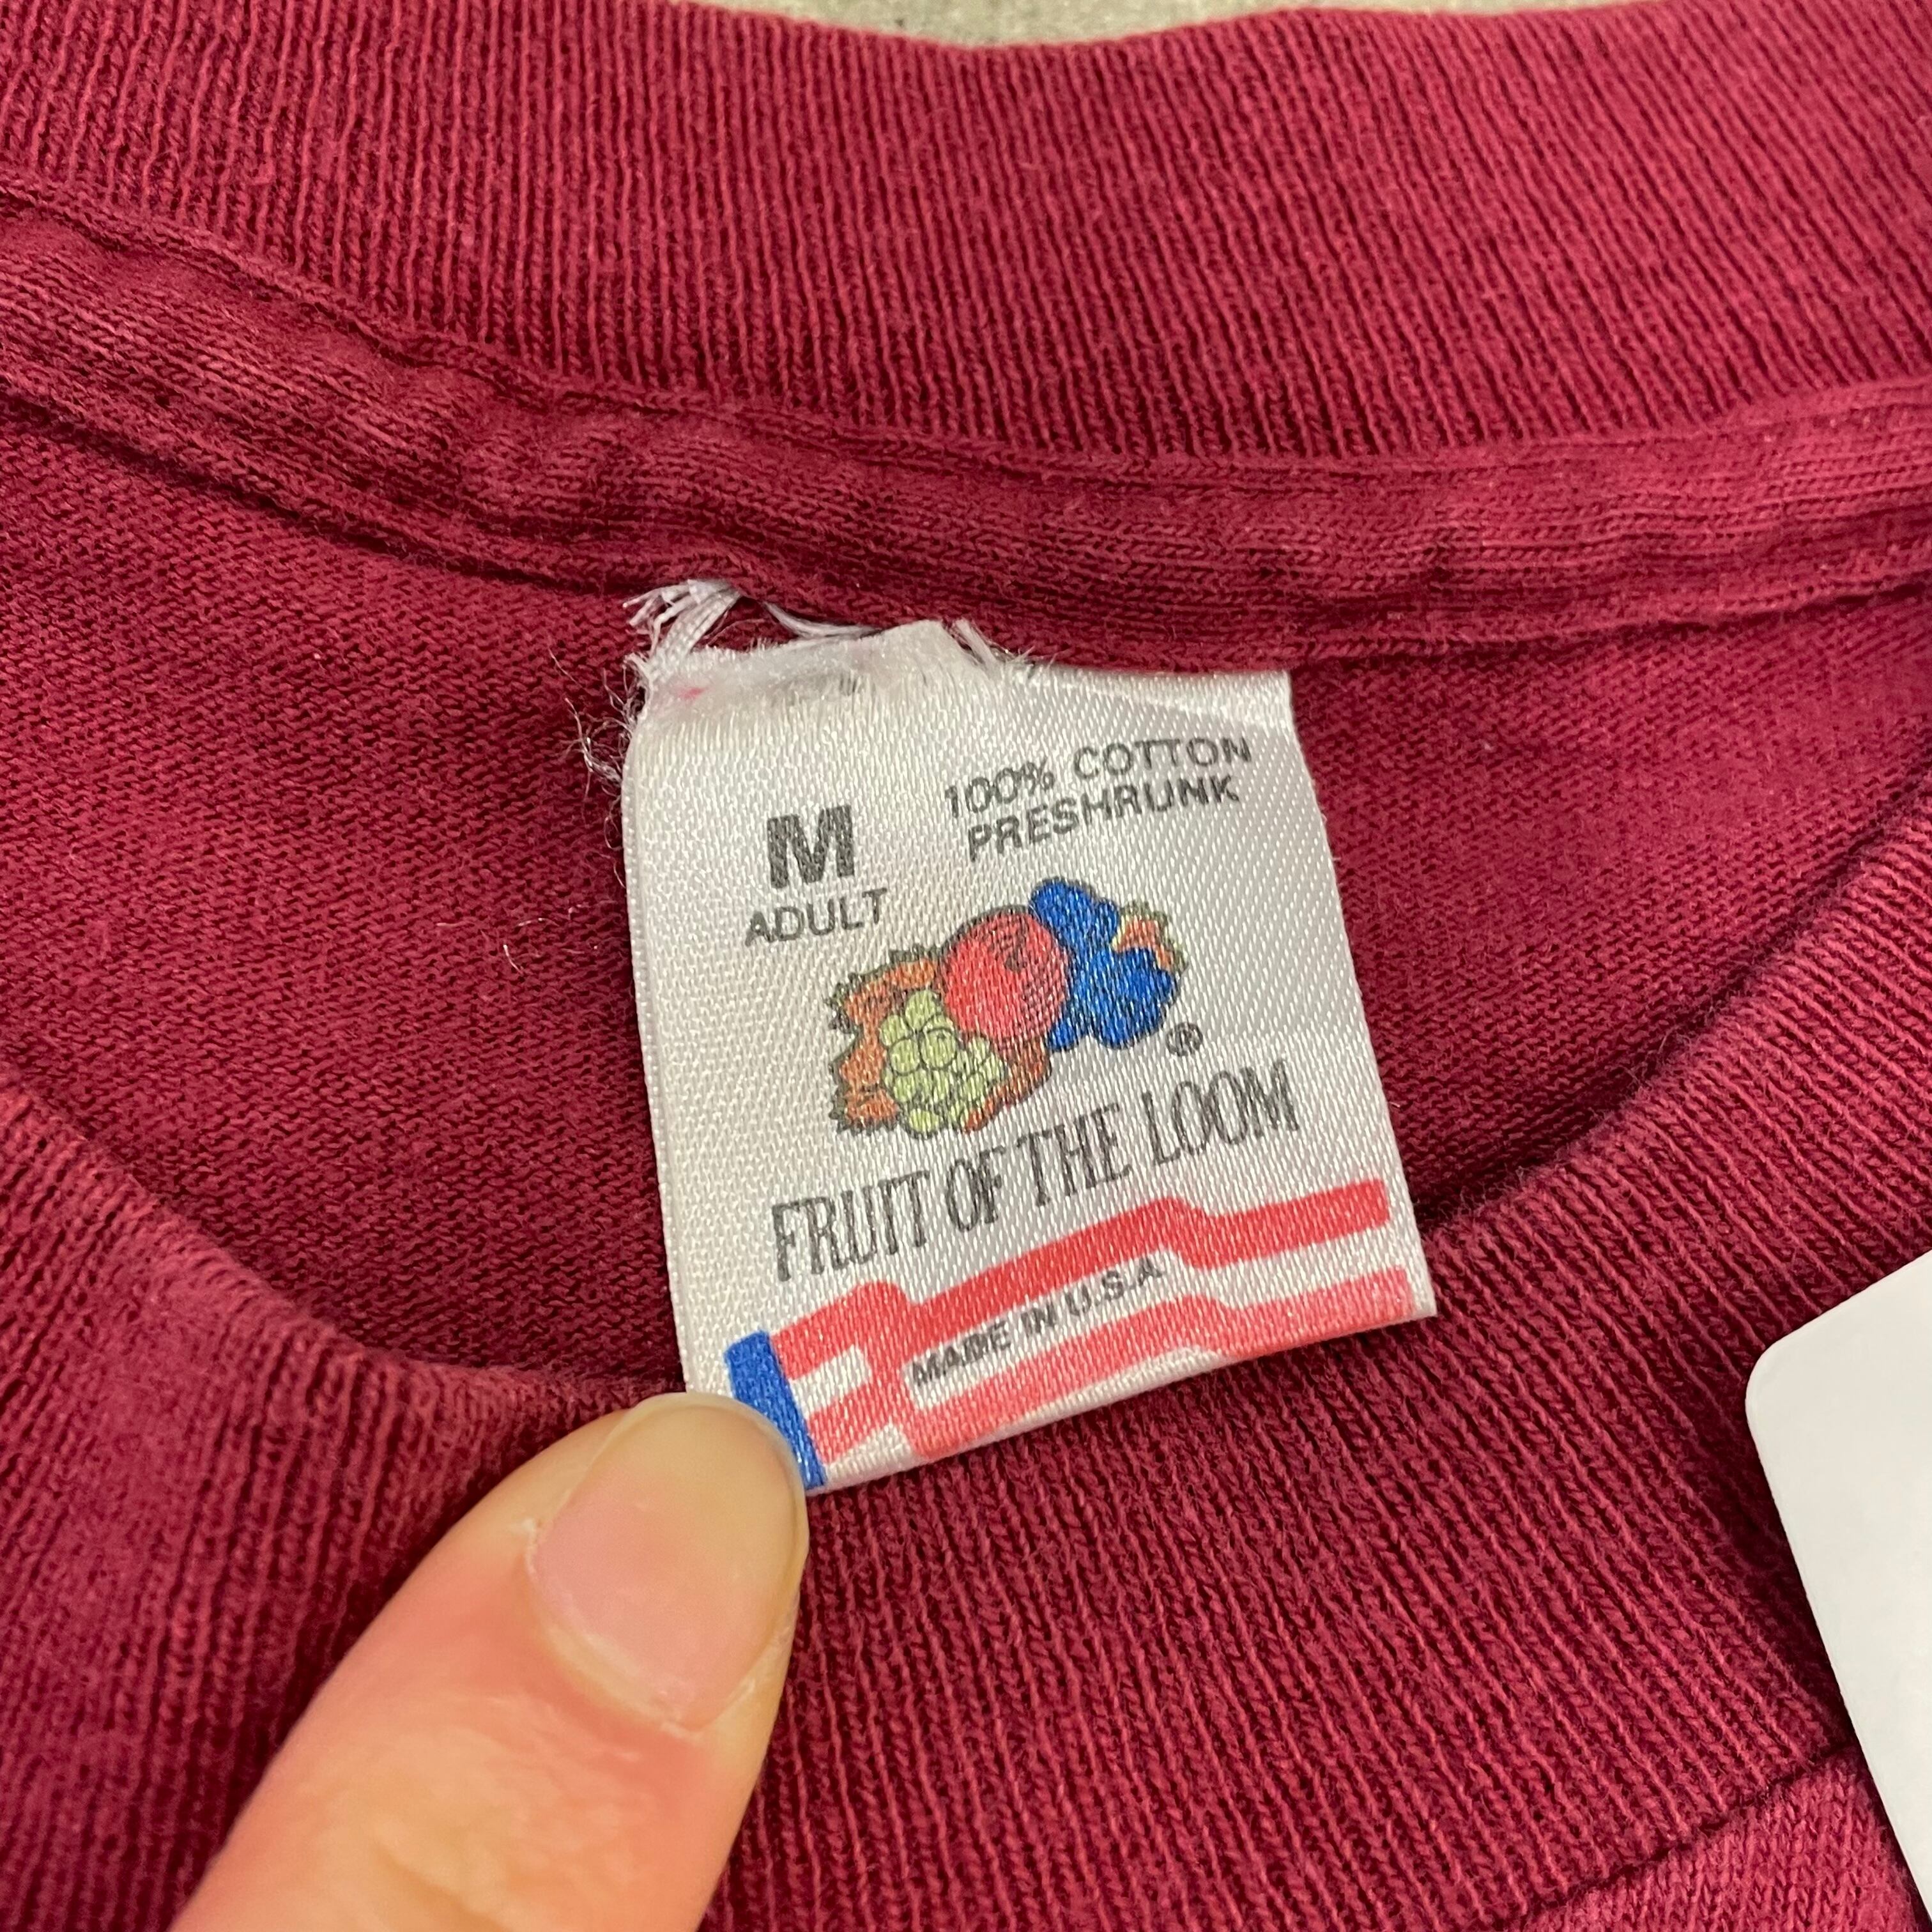 M
ADULT
100% COTTON
PRESHRUNK
®
FRUIT OF THE LOOM
MADE IN U.S.A.